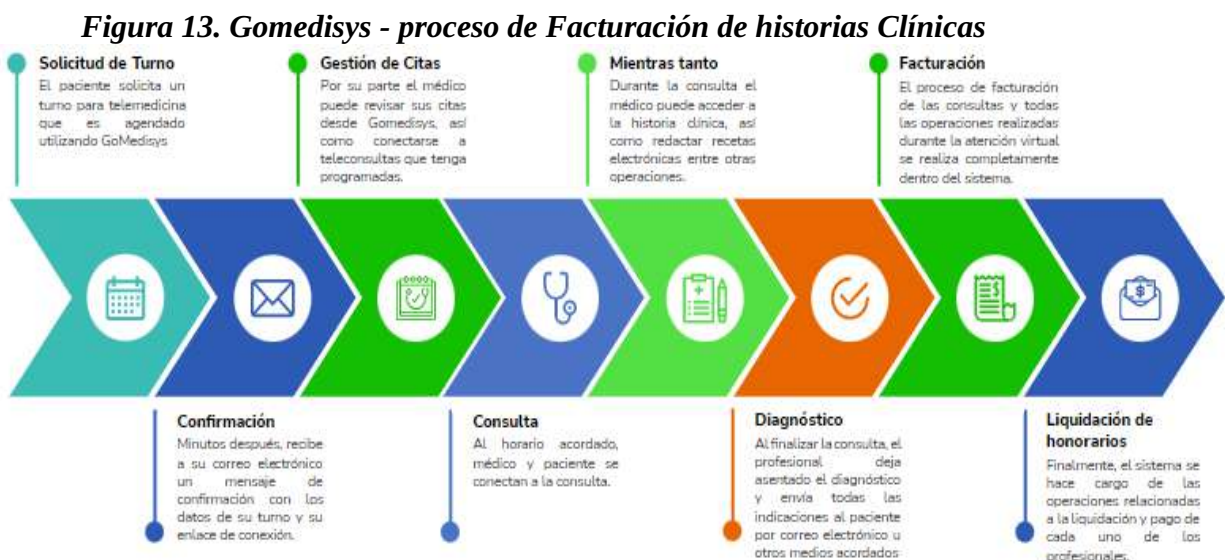 Figura 13. Gomedisys - proceso de Facturación de historias Clínicas
Solicitud de Turno
El paciente solicita un
turno para telemedicina
que es agendado
utilizando GoMedisys
Gestión de Citas
Por su parte el médico
puede revisar sus citas
desde Gomedisys, así
como conectarse a
teleconsultas que tenga
programadas.
Mientras tanto
Durante la consulta el
médico puede acceder a
la historia clínica, así
como redactar recetas
electrónicas entre otras
operaciones.
Facturación
El proceso de facturación
de las consultas y todas
las operaciones realizadas
durante la atención virtual
se realiza completamente
dentro del sistema.
Confirmación
Minutos después, recibe
a su correo electrónico
un mensaje de
confirmación con los
datos de su turno y su
enlace de conexión.
Consulta
Al horario acordado,
médico y paciente se
conectan a la consulta.
Diagnóstico
Al finalizar la consulta, el
profesional deja
asentado el diagnóstico
y envía todas las
indicaciones al paciente
por correo electrónico u
otros medios acordados
Liquidación de
honorarios
Finalmente, el sistema se
hace cargo de las
operaciones relacionadas
a la liquidación y pago de
cada uno de los
profesionales.